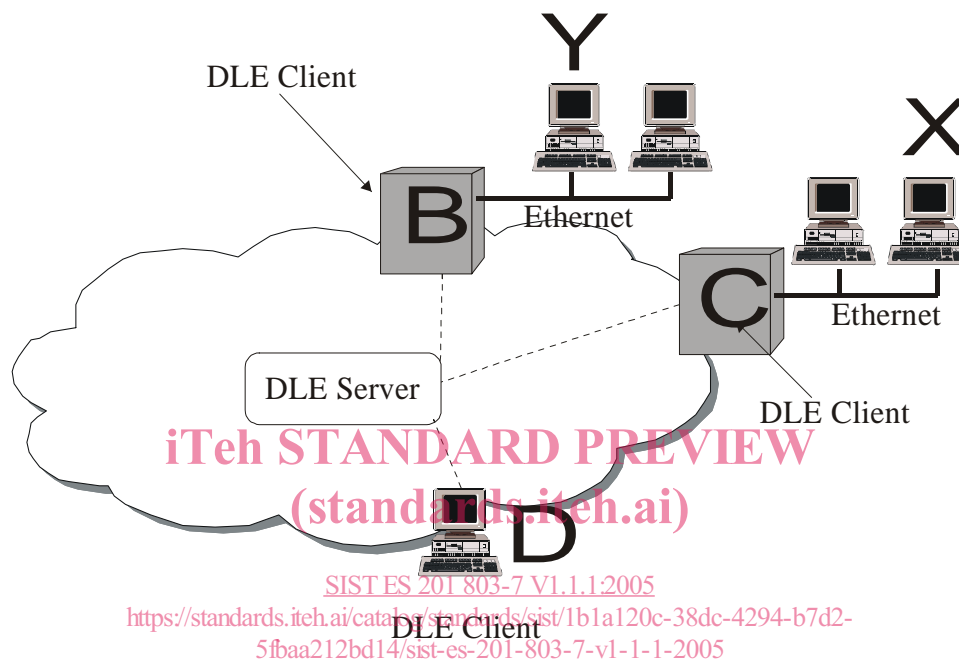 Y
DLE Client
X
B
Ethernet
C
Ethernet
DLE Server
DLE Client
iTeh STANDARD PREVIEW
(standards.iteh.ai)
D
SIST ES 201 803-7 V1.1.1:2005
https://standards.iteh.ai/catalog/standards/sist/1b1a120c-38dc-4294-b7d2-
DLE Client
5fbaa212bd14/sist-es-201-803-7-v1-1-1-2005